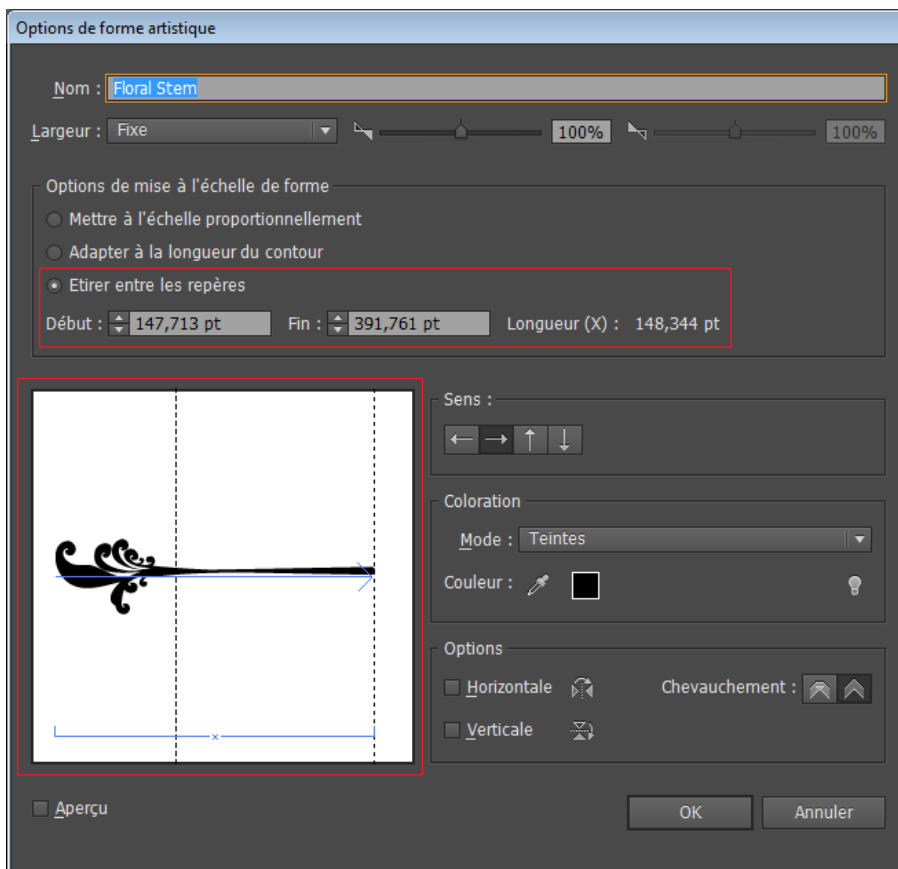 Options de forme artistique
Nom : Floral Stem
Largeur : Fixe 100% 100%
Options de mise à l'échelle de forme
Mettre à l'échelle proportionnellement
Adapter à la longueur du contour
Etirer entre les repères
Début : 147,713 pt Fin : 391,761 pt Longueur (X) : 148,344 pt
Sens :
Coloration
Mode : Teintes
Couleur :
Options
Horizontale Chevauchement :
Verticale
x
Aperçu OK Annuler